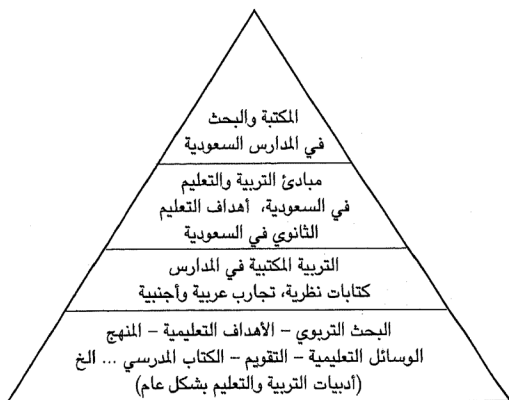 المكتبة والبحث
في المدارس السعودية
مبادئ التربية والتعليم
في السعودية، أهداف التعليم
الثانوي في السعودية
التربية المكتبية في المدارس
كتابات نظرية، تجارب عربية وأجنبية
البحث التربوي – الأهداف التعليمية – المنهج
الوسائل التعليمية – التقويم – الكتاب المدرسي ... الخ
(أدبيات التربية والتعليم بشكل عام)